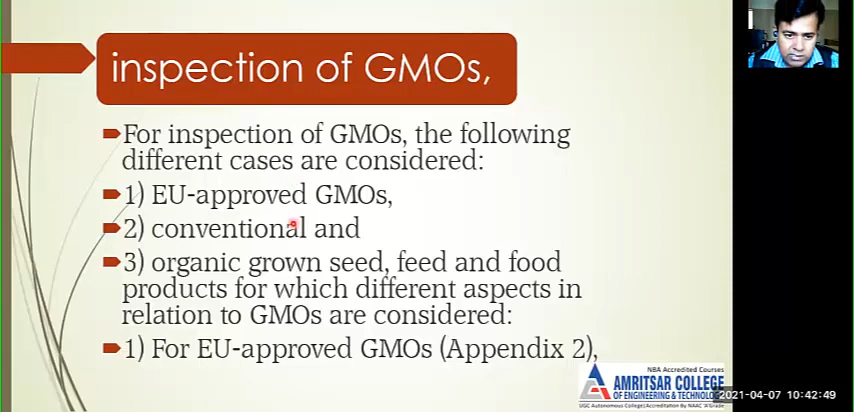 inspection of GMOs,
For inspection of GMOs, the following
different cases are considered:
1) EU-approved GMOs,
2) conventional and
3) organic grown seed, feed and food
products for which different aspects in
relation to GMOs are considered:
1) For EU-approved GMOs (Appendix 2),
NBA Accredited Courses
AMRITSAR COLLEGE
OF ENGINEERING & TECHNOLO
UGC Autonomous College|Accreditation by NAAC 'A'Grade
2021-04-07 10:42:49